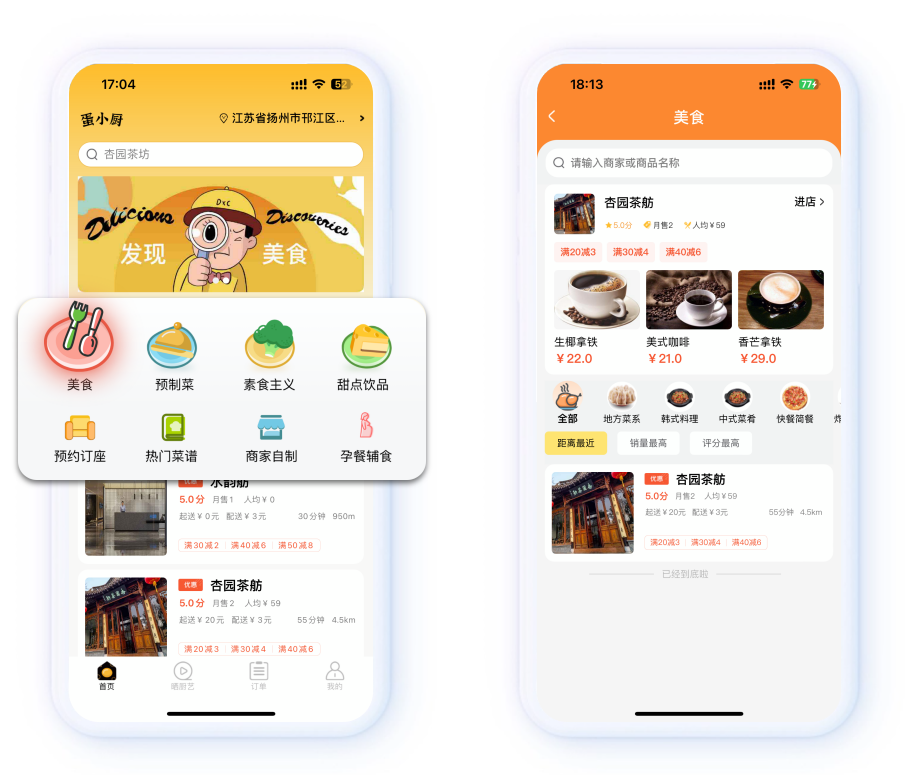 17:04
52
蛋小厨
江苏省扬州市邗江区...
杏园茶坊
Delicious
DXC
Discoveries
发现
美食
美食
预制菜
素食主义
甜点饮品
预约订座
热门菜谱
商家自制
孕餐辅食
优惠 水韵舫
5.0分 月售1 人均¥0
起送¥0元 配送¥3元 30分钟 950m
满30减2 满40减6 满50减8
优惠 杏园茶舫
5.0分 月售2 人均¥59
起送¥20元 配送¥3元 55分钟 4.5km
满20减3 满30减4 满40减6
首页
晒厨艺
订单
我的
18:13
77
美食
请输入商家或商品名称
杏园茶舫
进店
5.0分 月售2 人均¥59
满20减3 满30减4 满40减6
生椰拿铁
¥22.0
美式咖啡
¥21.0
香芒拿铁
¥29.0
全部
地方菜系
韩式料理
中式菜肴
快餐简餐
距离最近
销量最高
评分最高
优惠 杏园茶舫
5.0分 月售2 人均¥59
起送¥20元 配送¥3元 55分钟 4.5km
满20减3 满30减4 满40减6
已经到底啦